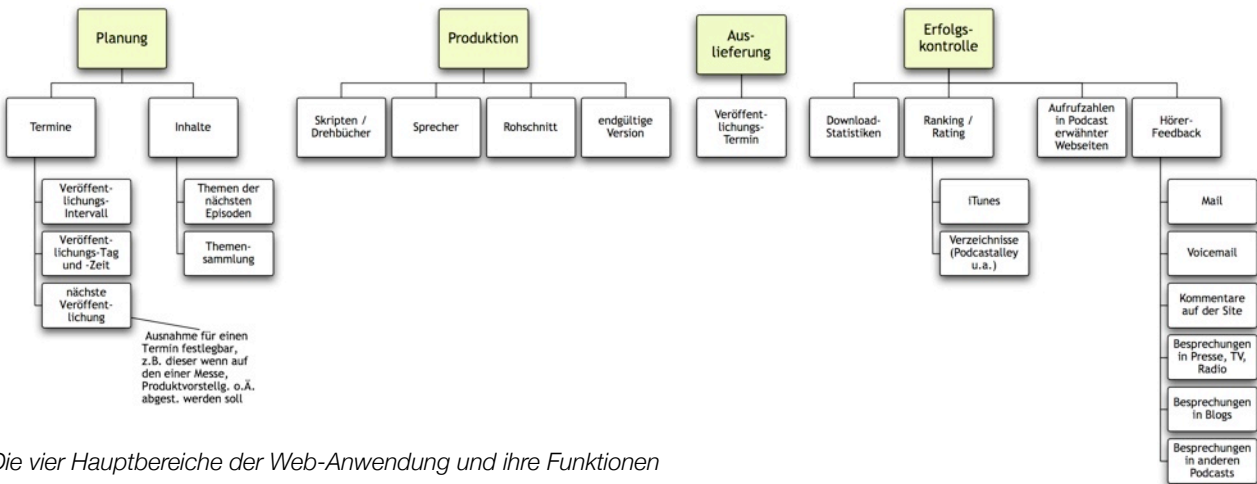 Planung
Termine
Veröffent-
lichungs-
Intervall
Veröffent-
lichungs-Tag
und -Zeit
nächste
Veröffent-
lichung
Ausnahme für einen
Termin festlegbar,
z.B. dieser wenn auf
den einer Messe,
Produktvorstellg. o.Ä.
abgest. werden soll
Inhalte
Themen der
nächsten
Episoden
Themen-
sammlung
Produktion
Skripten /
Drehbücher
Sprecher
Rohschnitt
endgültige
Version
Aus-
lieferung
Veröffent-
lichungs-
Termin
Erfolgs-
kontrolle
Download-
Statistiken
Ranking /
Rating
iTunes
Verzeichnisse
(Podcastalley
u.a.)
Aufrufzahlen
in Podcast
erwähnter
Webseiten
Hörer-
Feedback
Mail
Voicemail
Kommentare
auf der Site
Besprechungen
in Presse, TV,
Radio
Besprechungen
in Blogs
Besprechungen
in anderen
Podcasts
Die vier Hauptbereiche der Web-Anwendung und ihre Funktionen